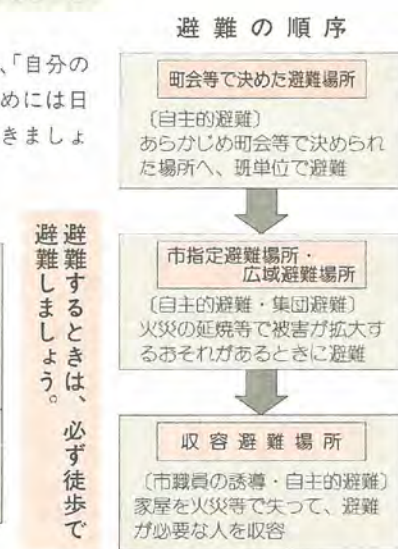 、「自分の
めには日
きましょ
避難するときは、必ず徒歩で
避難しましょう。
避難の順序
町会等で決めた避難場所
〔自主的避難〕
あらかじめ町会等で決められ
た場所へ、班単位で避難
市指定避難場所・
広域避難場所
〔自主的避難・集団避難〕
火災の延焼等で被害が拡大す
るおそれがあるときに避難
収容避難場所
〔市職員の誘導・自主的避難〕
家屋を火災等で失って、避難
が必要な人を収容